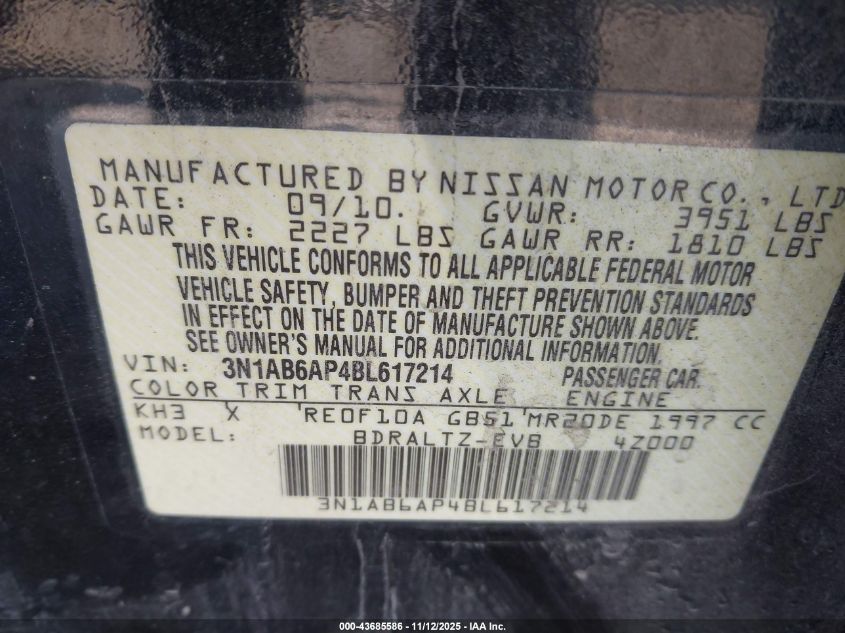 MANUFACTURED BY NISSAN MOTOR CO., LTD
DATE: 09/10. GVWR: 3951 LBS
GAWR FR: 2227 LBS GAWR RR: 1810 LBS
THIS VEHICLE CONFORMS TO ALL APPLICABLE FEDERAL MOTOR
VEHICLE SAFETY, BUMPER AND THEFT PREVENTION STANDARDS
IN EFFECT ON THE DATE OF MANUFACTURE SHOWN ABOVE.
SEE OWNER'S MANUAL FOR ADDITIONAL INFORMATION.
VIN: 3N1AB6AP4BL617214 PASSENGER CAR.
COLOR TRIM TRANS AXLE ENGINE
KH3 X RE0F10A GB51 MR20DE 1997 CC
MODEL: BDRALTZ-EVB 4Z000
3N1AB6AP4BL617214
000-43685586 - 11/12/2025 - IAA Inc.